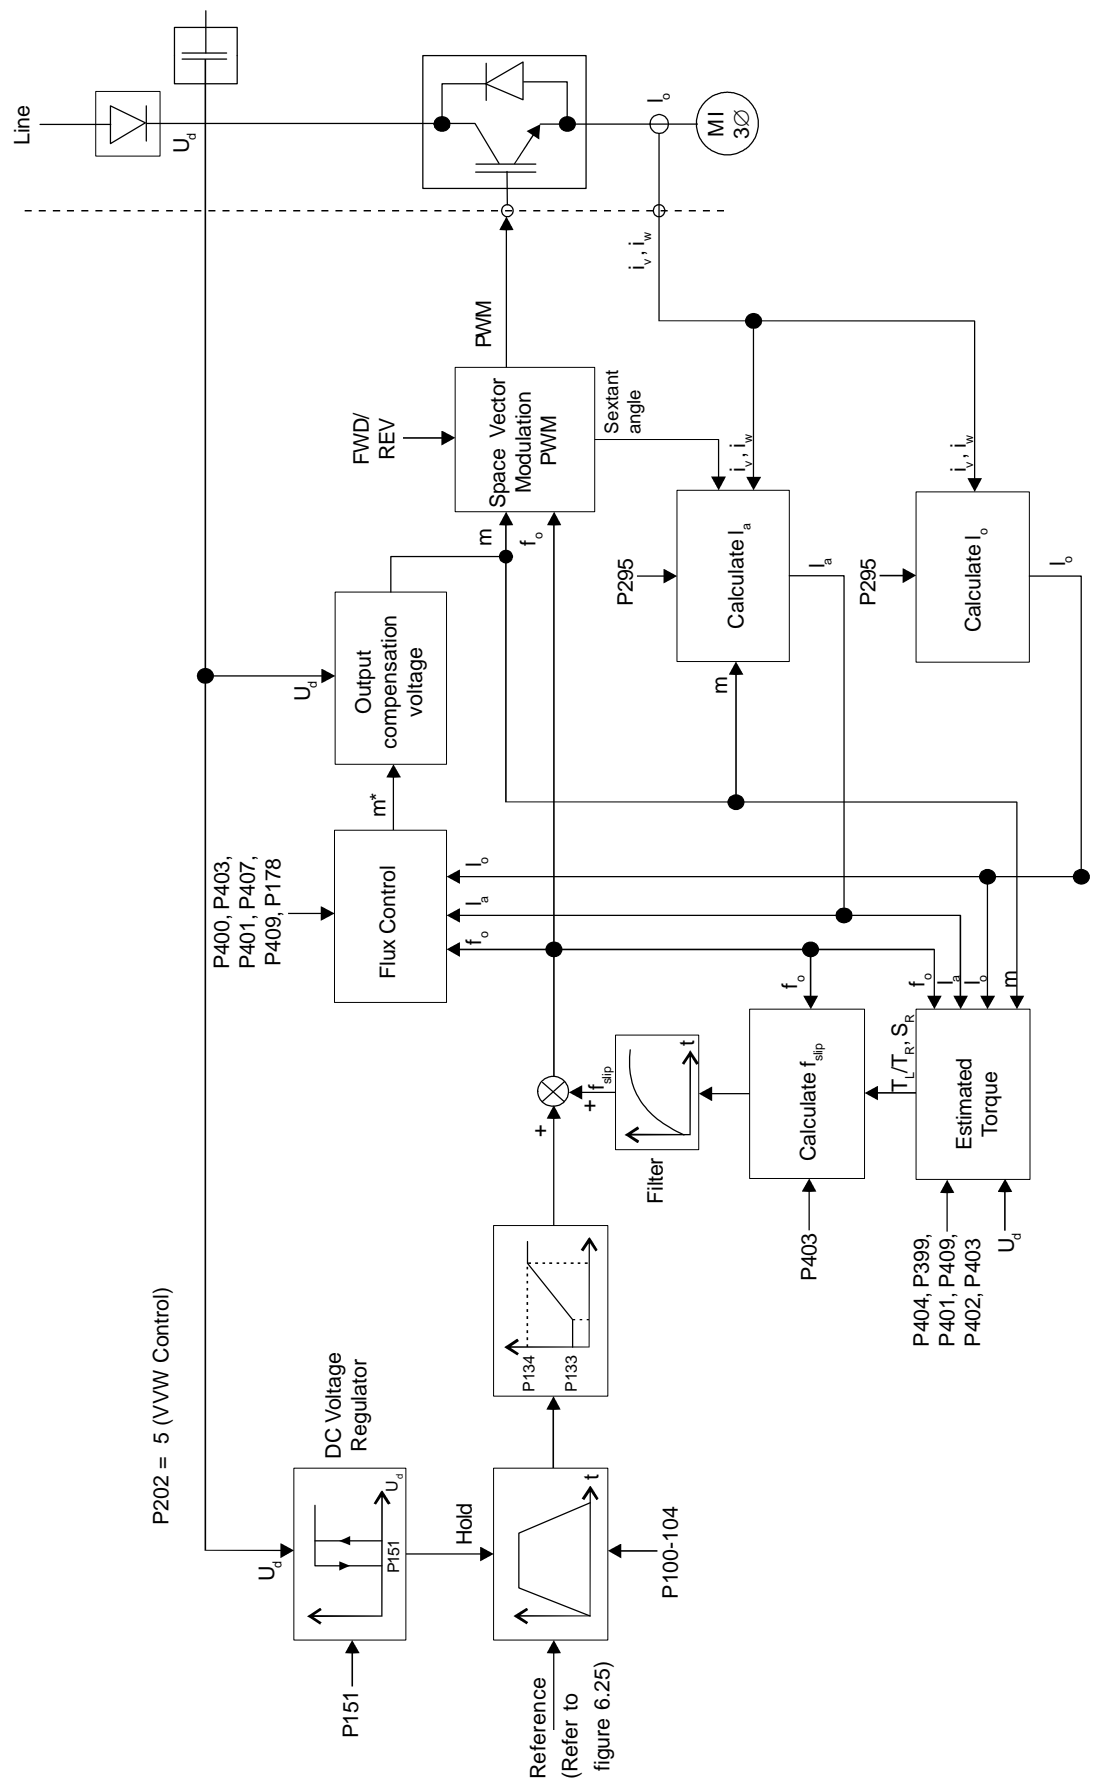 P202 = 5 (VVW Control)
Line
U_d
I_o
MI
3Ø
i_v, i_w
PWM
FWD/
REV
Space Vector
Modulation
PWM
Sextant
angle
m
f_o
U_d
Output
compensation
voltage
m*
P400, P403,
P401, P407,
P409, P178
Flux Control
I_o
I_a
f_o
i_v, i_w
P295
Calculate I_a
I_a
m
i_v, i_w
P295
Calculate I_o
I_o
U_d
P151
DC Voltage
Regulator
U_d
P151
Hold
Reference
(Refer to
figure 6.25)
t
P100-104
P134
P133
+
+
f_slip
t
Filter
f_o
Calculate f_slip
P403
T_L/T_R, S_R
f_o
I_a
I_o
m
Estimated
Torque
P404, P399,
P401, P409,
P402, P403
U_d